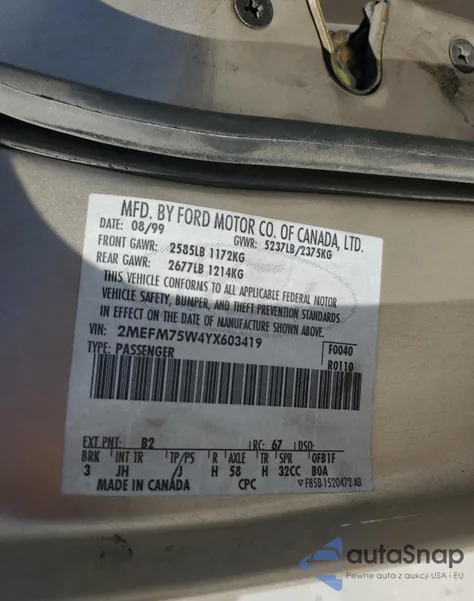 MFD. BY FORD MOTOR CO. OF CANADA, LTD.
DATE: 08/99 GVWR: 5237LB/2375KG
FRONT GAWR: 2585LB 1172KG
REAR GAWR: 2677LB 1214KG
THIS VEHICLE CONFORMS TO ALL APPLICABLE FEDERAL MOTOR
VEHICLE SAFETY, BUMPER, AND THEFT PREVENTION STANDARDS
IN EFFECT ON THE DATE OF MANUFACTURE SHOWN ABOVE.
VIN: 2MEFM75W4YX603419
TYPE: PASSENGER
F0040
R0110
EXT PNT: B2 RC: 67 DSO:
BRK INT TR TP/PS R AXLE TR SPR 0FB1F
3 JH /J H 58 H 32CC B0A
MADE IN CANADA CPC F85B-1520472-AB
autoSnap
Pewne auta z aukcji USA i EU